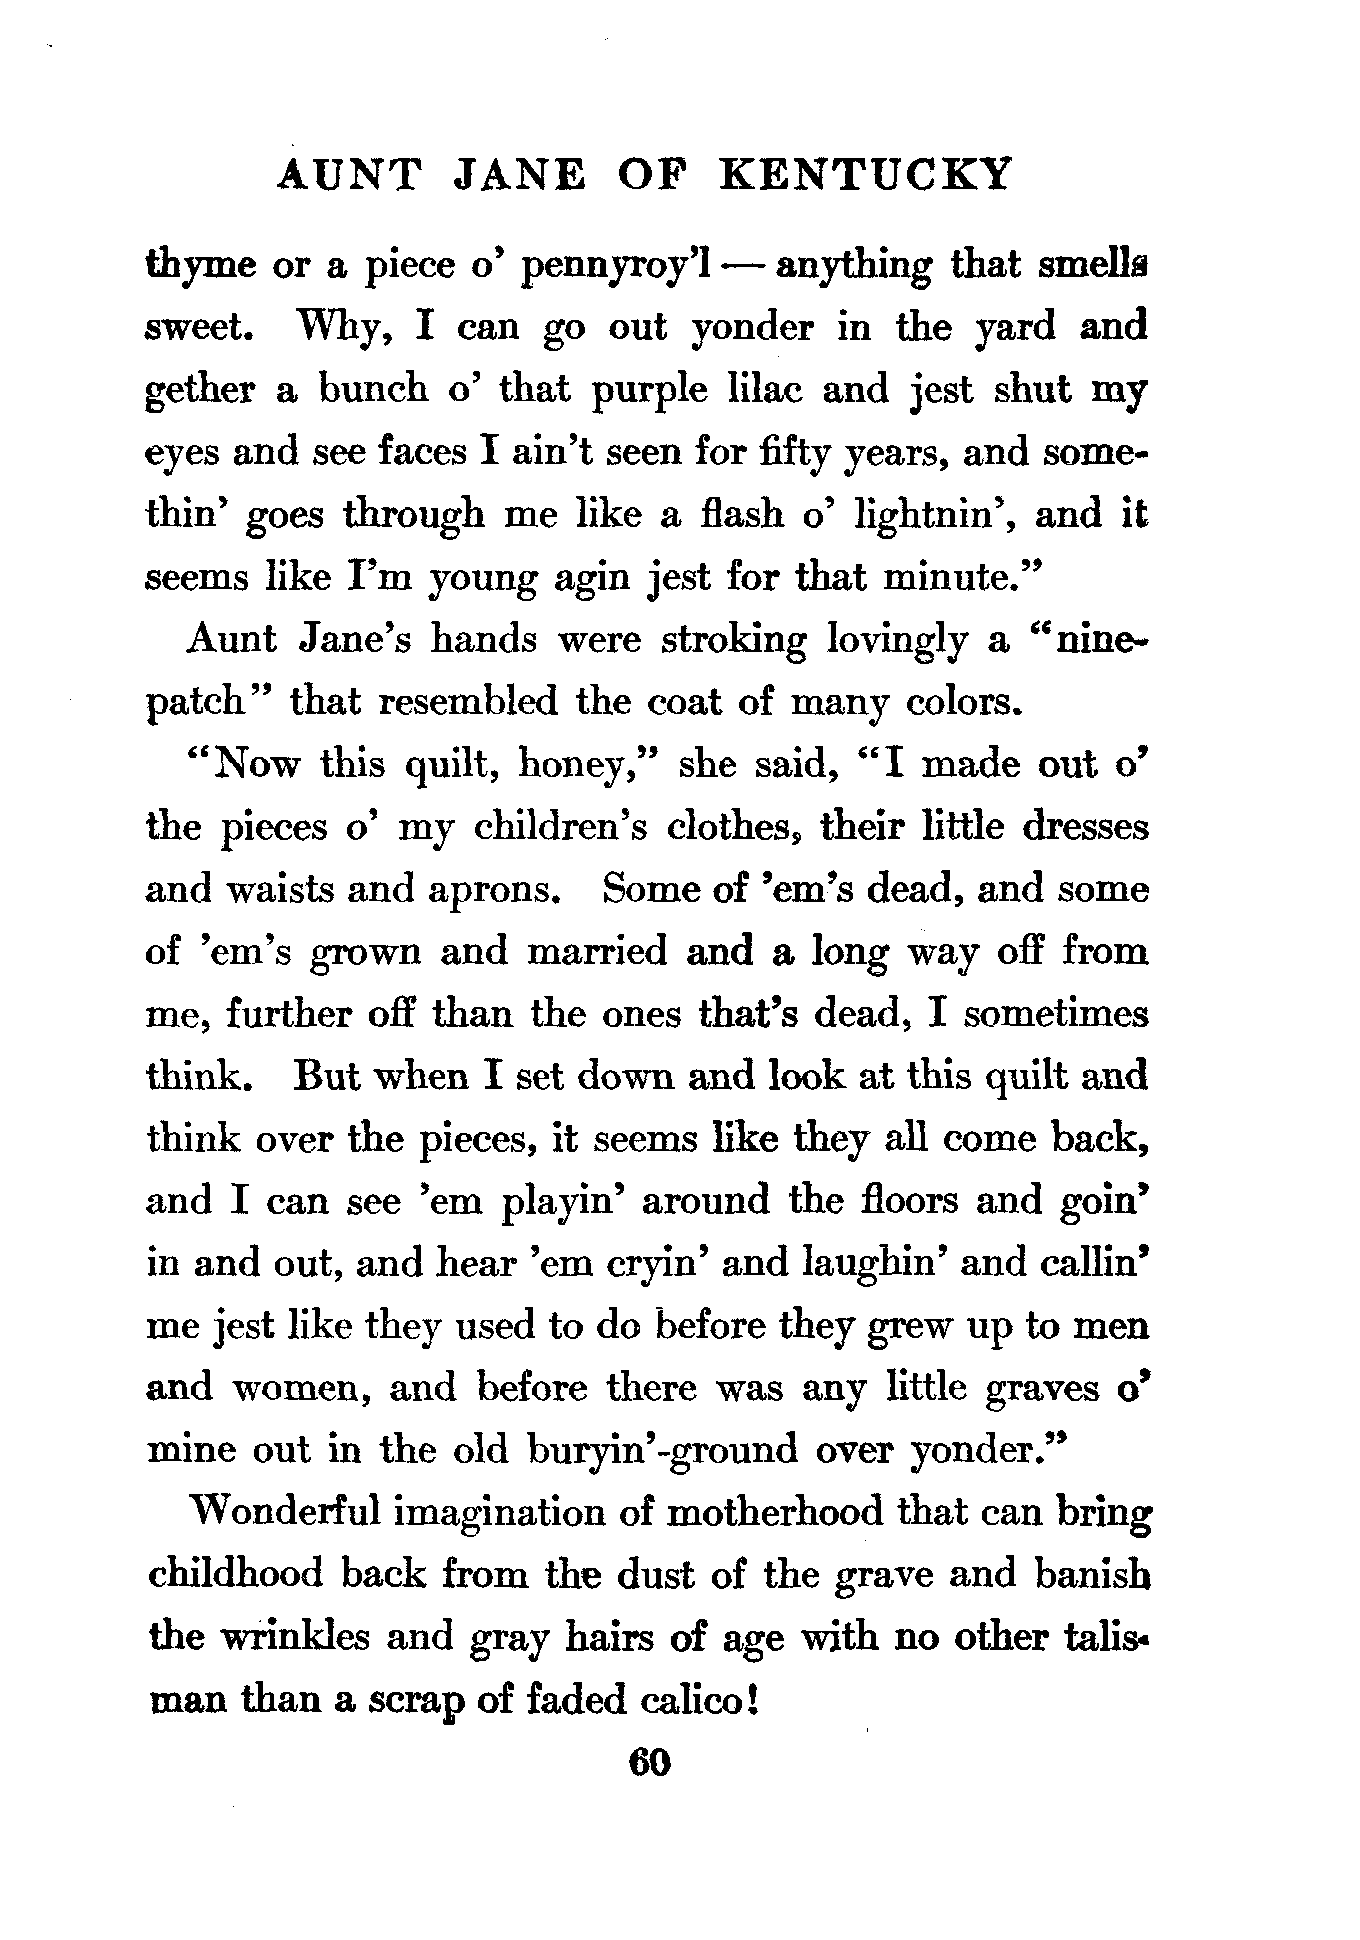 AUNT JANE OF KENTUCKY
thyme or a piece o' pennyroy'l — anything that smells
sweet. Why, I can go out yonder in the yard and
gether a bunch o' that purple lilac and jest shut my
eyes and see faces I ain't seen for fifty years, and some-
thin' goes through me like a flash o' lightnin', and it
seems like I'm young agin jest for that minute."
Aunt Jane's hands were stroking lovingly a "nine-
patch" that resembled the coat of many colors.
"Now this quilt, honey," she said, "I made out o'
the pieces o' my children's clothes, their little dresses
and waists and aprons. Some of 'em's dead, and some
of 'em's grown and married and a long way off from
me, further off than the ones that's dead, I sometimes
think. But when I set down and look at this quilt and
think over the pieces, it seems like they all come back,
and I can see 'em playin' around the floors and goin'
in and out, and hear 'em cryin' and laughin' and callin'
me jest like they used to do before they grew up to men
and women, and before there was any little graves o'
mine out in the old buryin'-ground over yonder."
Wonderful imagination of motherhood that can bring
childhood back from the dust of the grave and banish
the wrinkles and gray hairs of age with no other talis-
man than a scrap of faded calico!
60